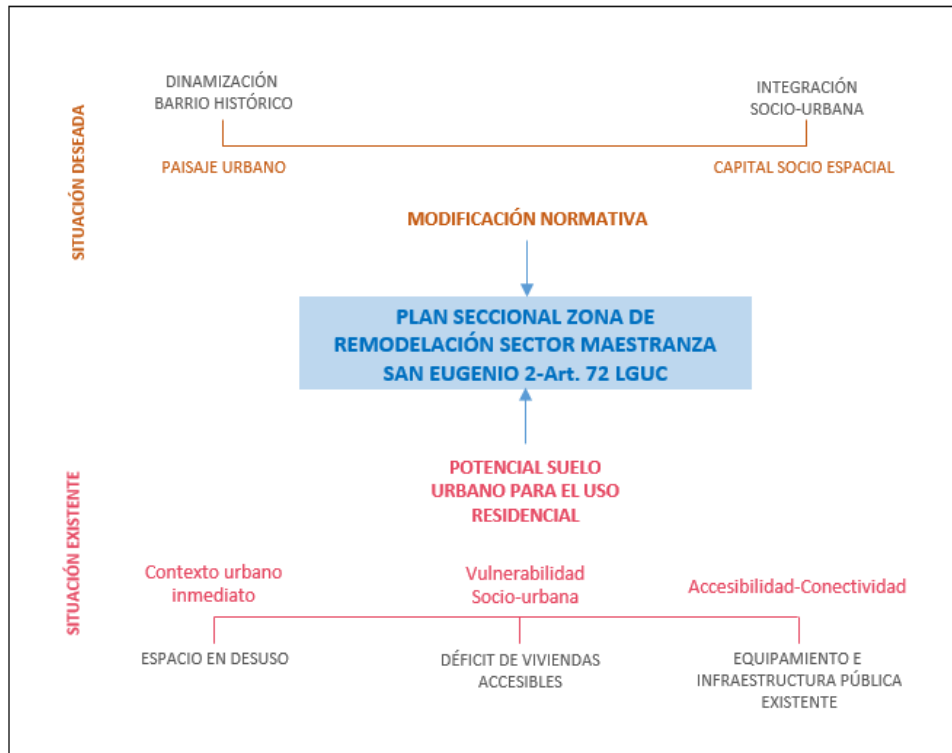 DINAMIZACIÓN
BARRIO HISTÓRICO
INTEGRACIÓN
SOCIO-URBANA
SITUACIÓN DESEADA
PAISAJE URBANO
CAPITAL SOCIO ESPACIAL
MODIFICACIÓN NORMATIVA
PLAN SECCIONAL ZONA DE
REMODELACIÓN SECTOR MAESTRANZA
SAN EUGENIO 2-Art. 72 LGUC
POTENCIAL SUELO
URBANO PARA EL USO
RESIDENCIAL
SITUACIÓN EXISTENTE
Contexto urbano
inmediato
Vulnerabilidad
Socio-urbana
Accesibilidad-Conectividad
ESPACIO EN DESUSO
DÉFICIT DE VIVIENDAS
ACCESIBLES
EQUIPAMIENTO E
INFRAESTRUCTURA PÚBLICA
EXISTENTE